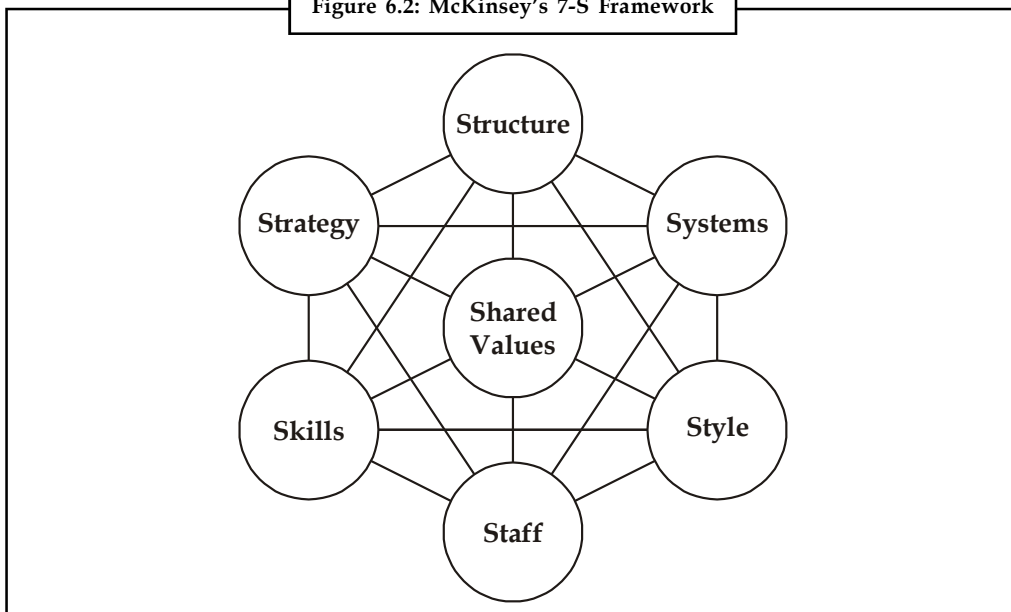 Figure 6.2: McKinsey's 7-S Framework
Structure
Strategy
Systems
Shared
Values
Skills
Style
Staff